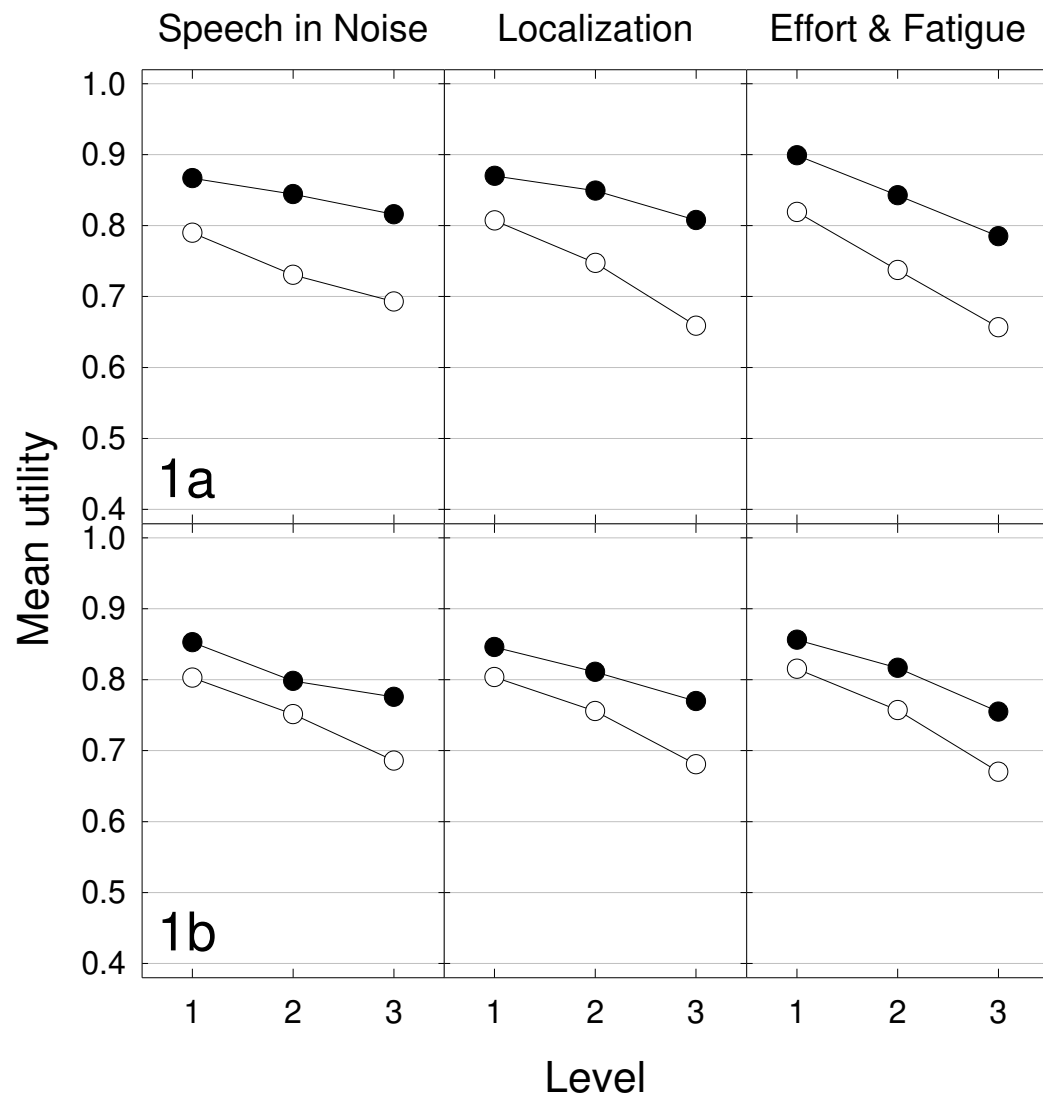 Speech in Noise Localization Effort & Fatigue
1.0
0.9
0.8
0.7
0.6
0.5
0.4
1a
1.0
0.9
0.8
0.7
0.6
0.5
0.4
1b
Mean utility
1 2 3 1 2 3 1 2 3
Level